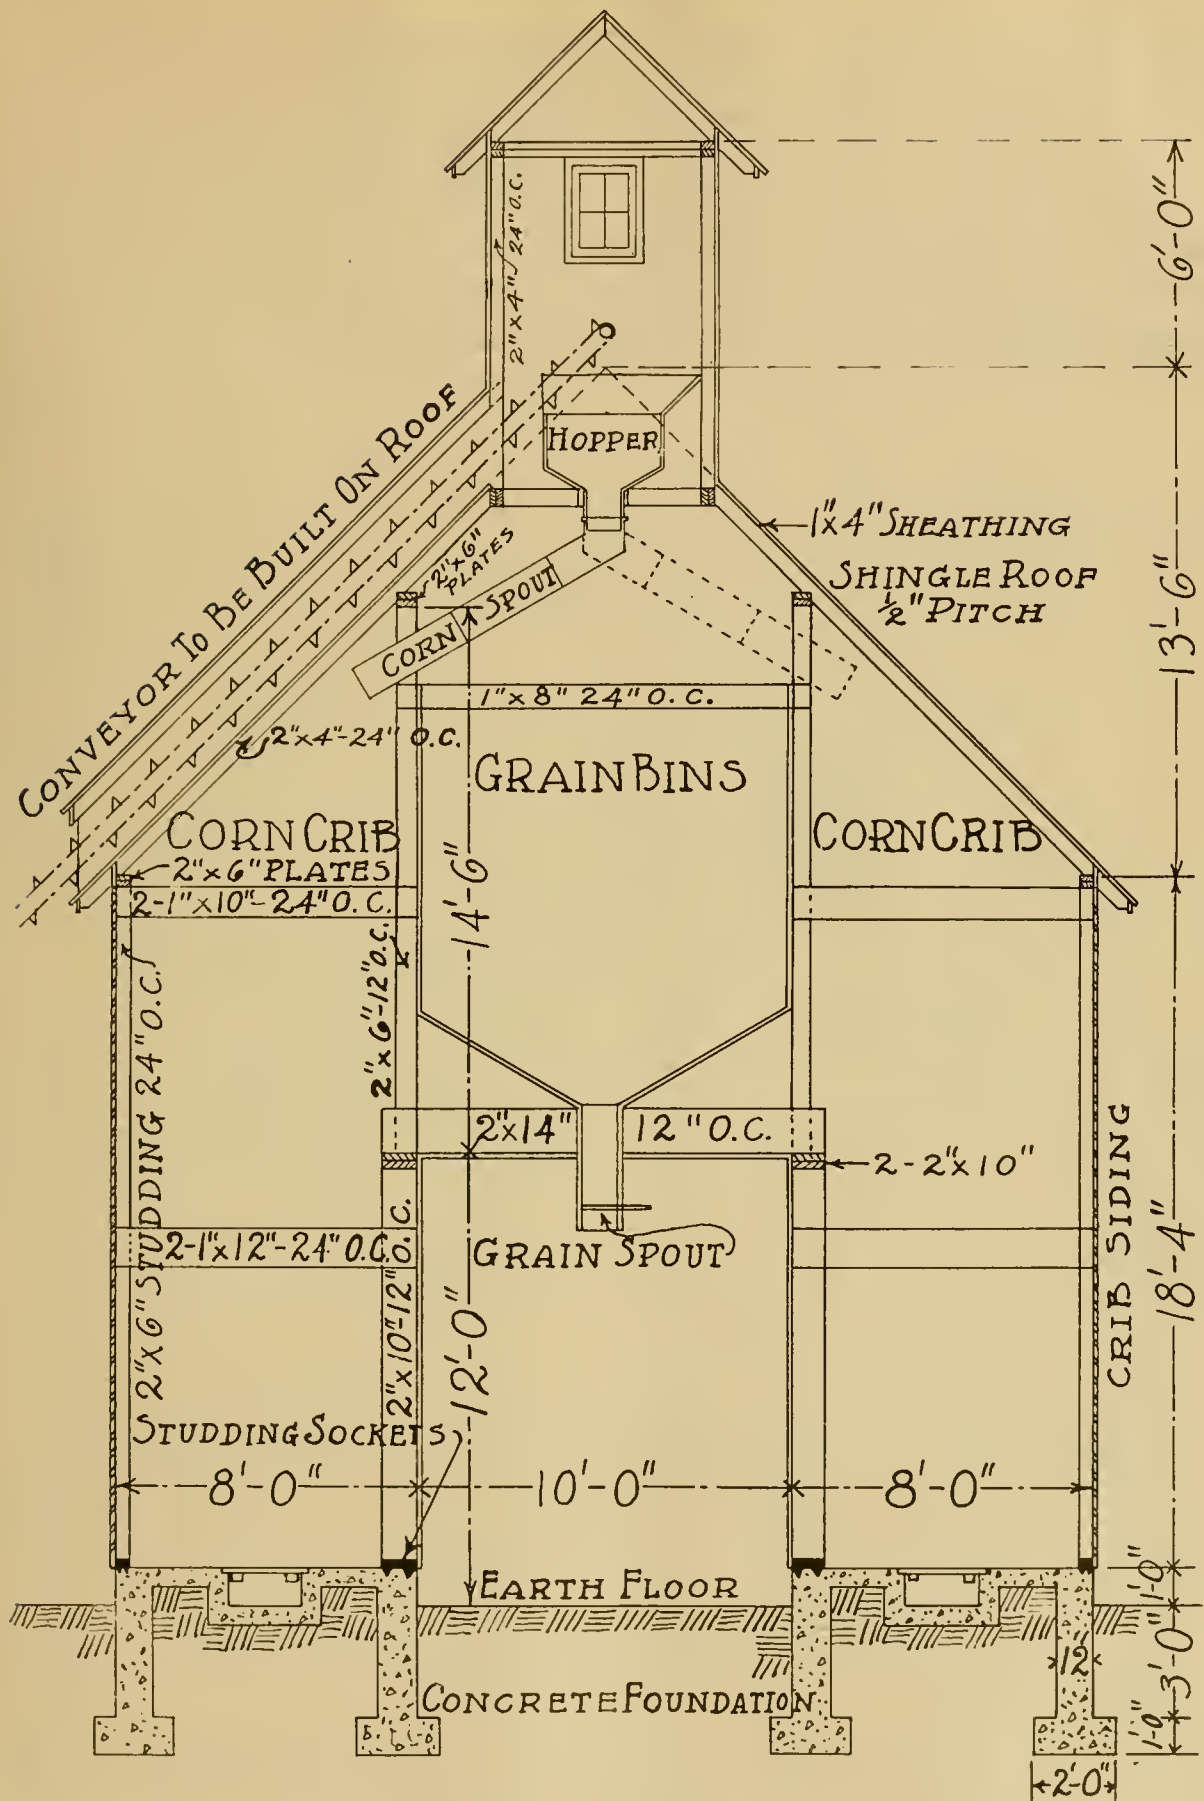 6'-0"
2"x4" 24" O.C.
CONVEYOR TO BE BUILT ON ROOF
HOPPER
1"x4" SHEATHING
SHINGLE ROOF
½" PITCH
13'-6"
2"x6"
PLATES
CORN SPOUT
1"x8" 24" O.C.
2"x4"-24" O.C.
GRAIN BINS
CORN CRIB
CORN CRIB
2"x6" PLATES
2-1"x10"-24" O.C.
14'-6"
2"x6"-12" O.C.
2"x6" STUDDING 24" O.C.
2"x14" 12" O.C.
2-2"x10"
CRIB SIDING
18'-4"
2-1"x12"-24" O.C.
GRAIN SPOUT
2"x10"-12" O.C.
12'-0"
STUDDING SOCKETS
8'-0" 10'-0" 8'-0"
EARTH FLOOR
1'-0"
12
3'-0"
CONCRETE FOUNDATION
1'-0"
2'-0"